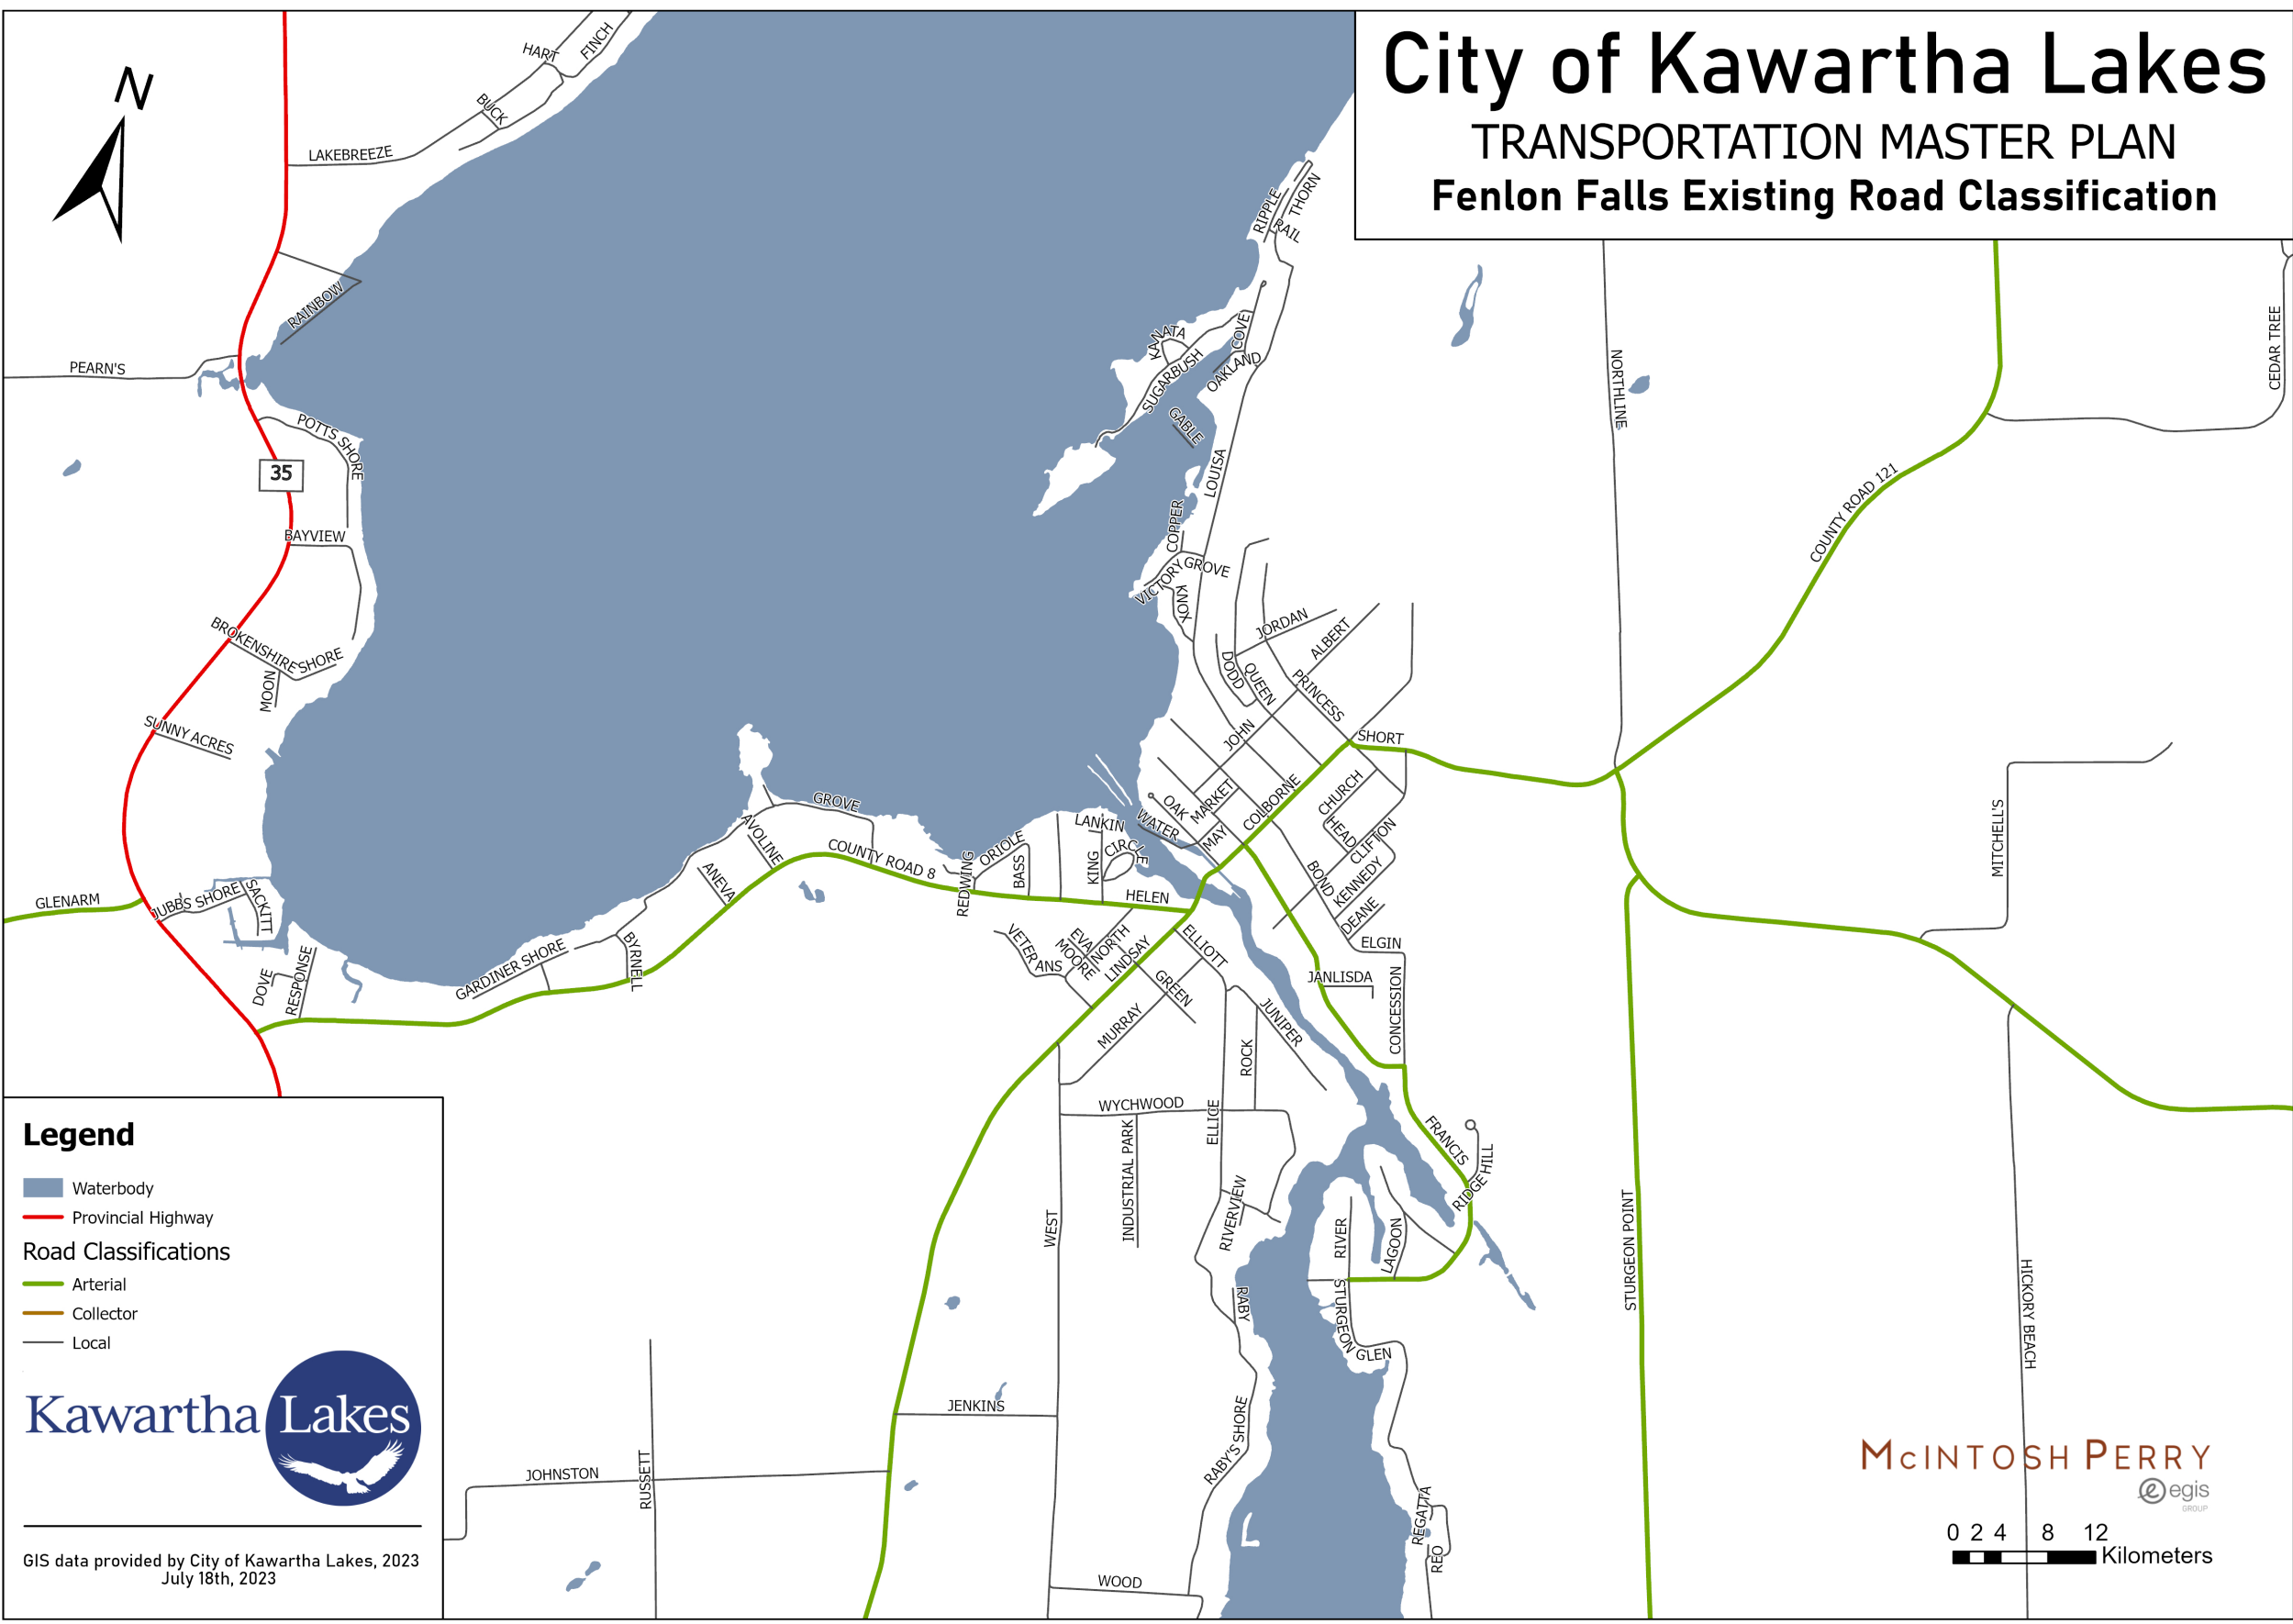 City of Kawartha Lakes
TRANSPORTATION MASTER PLAN
Fenlon Falls Existing Road Classification
N
HART
FINCH
BUCK
LAKEBREEZE
RAINBOW
PEARN'S
POTTS SHORE
35
BAYVIEW
BROKENSHIRE SHORE
MOON
SUNNY ACRES
GLENARM
JUBB'S SHORE
SACKITT
DOVE
RESPONSE
GARDINER SHORE
BYRNELL
ANEVA
AVOLINE
GROVE
COUNTY ROAD 8
REDWING
ORIOLE
BASS
LANKIN
KING
CIRCLE
HELEN
RIPPLE
THORN
RAIL
KANATA
SUGARBUSH
COVE
OAKLAND
GABLE
LOUISA
COPPER
VICTORY
GROVE
KNOX
JORDAN
ALBERT
DODD
QUEEN
PRINCESS
JOHN
SHORT
OAK
MARKET
COLBORNE
CHURCH
WATER
MAY
HEAD
CLIFTON
BOND
KENNEDY
DEANE
ELGIN
JANLISDA
CONCESSION
VETERANS
EVA
MOORE
NORTH
LINDSAY
ELLIOTT
GREEN
MURRAY
JUNIPER
ROCK
WYCHWOOD
ELLICE
INDUSTRIAL PARK
WEST
RIVERVIEW
RABY
RABY'S SHORE
FRANCIS
RIDGE HILL
RIVER
LAGOON
STURGEON GLEN
REGATTA
REO
JENKINS
JOHNSTON
RUSSETT
WOOD
NORTHLINE
COUNTY ROAD 121
CEDAR TREE
MITCHELL'S
STURGEON POINT
HICKORY BEACH
Legend
Waterbody
Provincial Highway
Road Classifications
Arterial
Collector
Local
Kawartha Lakes
GIS data provided by City of Kawartha Lakes, 2023
July 18th, 2023
McINTOSH PERRY
e egis
GROUP
0 2 4 8 12
Kilometers